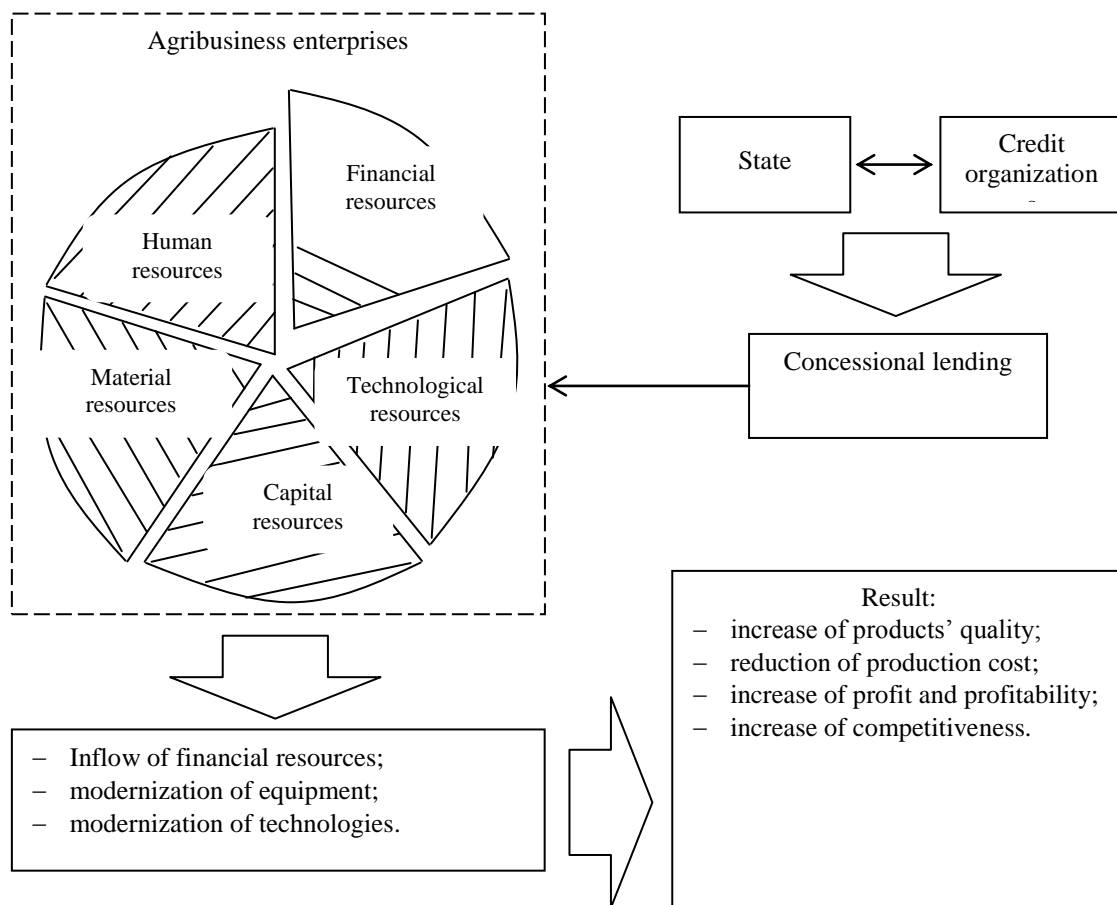 Agribusiness enterprises
Financial
resources
Human
resources
Material
resources
Technological
resources
Capital
resources
State
Credit
organization
Concessional lending
– Inflow of financial resources;
– modernization of equipment;
– modernization of technologies.
Result:
– increase of products’ quality;
– reduction of production cost;
– increase of profit and profitability;
– increase of competitiveness.